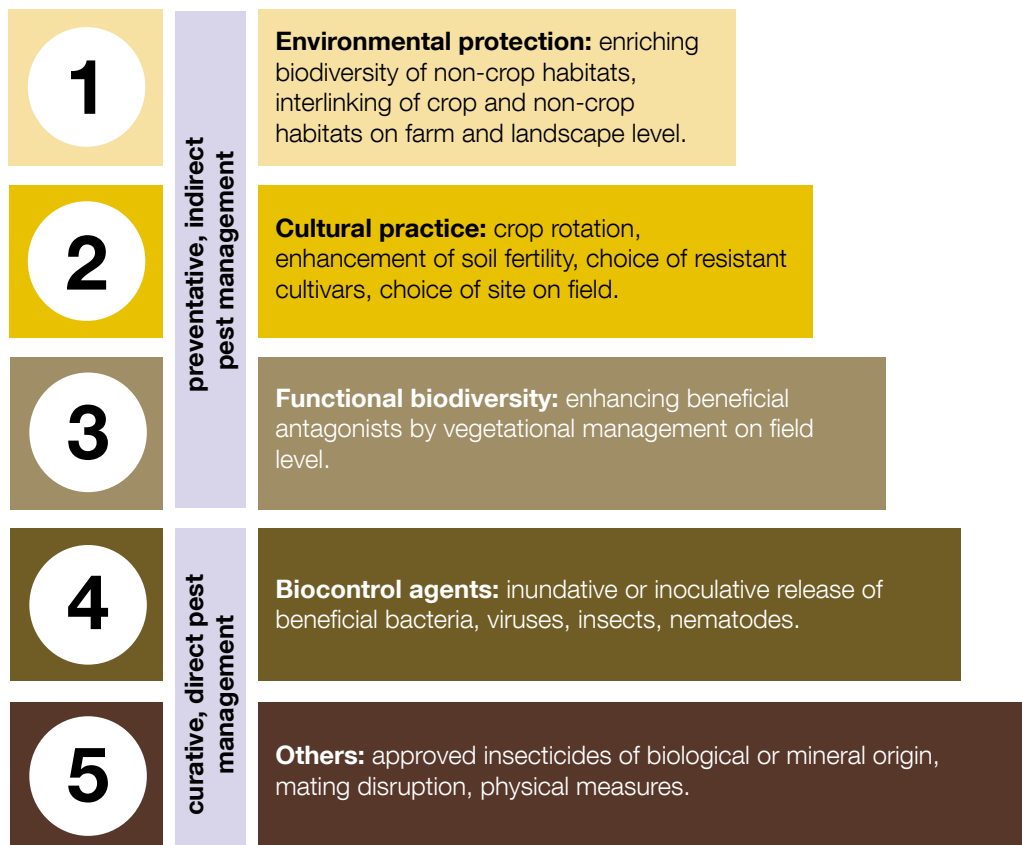 1
preventative, indirect
pest management
Environmental protection: enriching
biodiversity of non-crop habitats,
interlinking of crop and non-crop
habitats on farm and landscape level.
2
Cultural practice: crop rotation,
enhancement of soil fertility, choice of resistant
cultivars, choice of site on field.
3
Functional biodiversity: enhancing beneficial
antagonists by vegetational management on field
level.
4
curative, direct pest
management
Biocontrol agents: inundative or inoculative release of
beneficial bacteria, viruses, insects, nematodes.
5
Others: approved insecticides of biological or mineral origin,
mating disruption, physical measures.